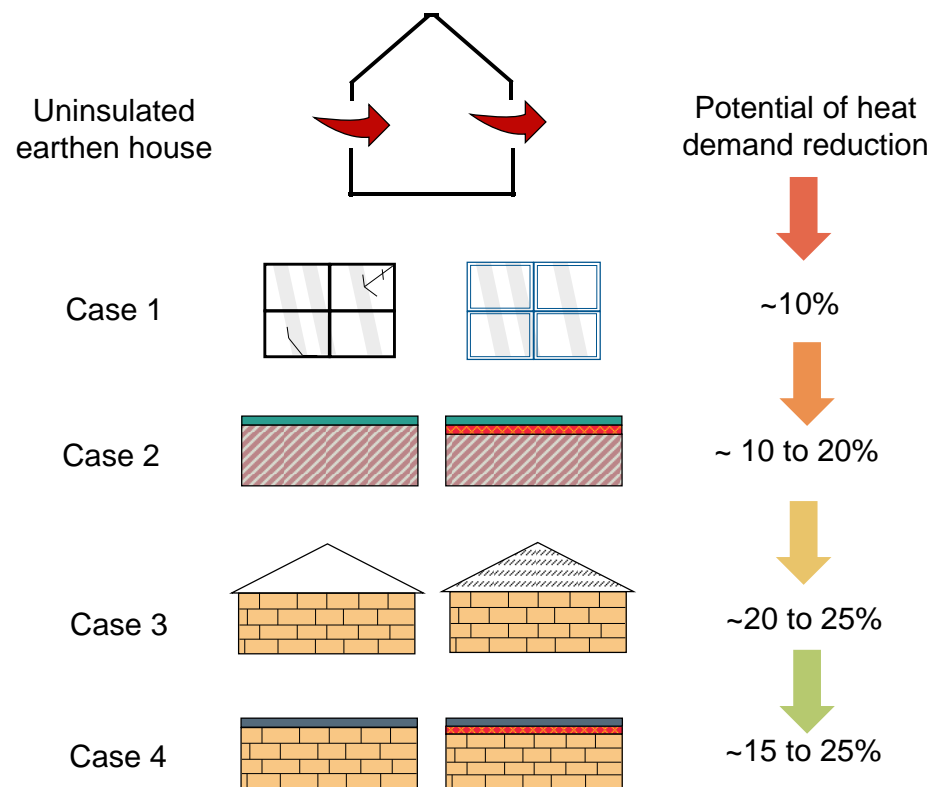 Uninsulated
earthen house
Potential of heat
demand reduction
Case 1
~10%
Case 2
~ 10 to 20%
Case 3
~20 to 25%
Case 4
~15 to 25%